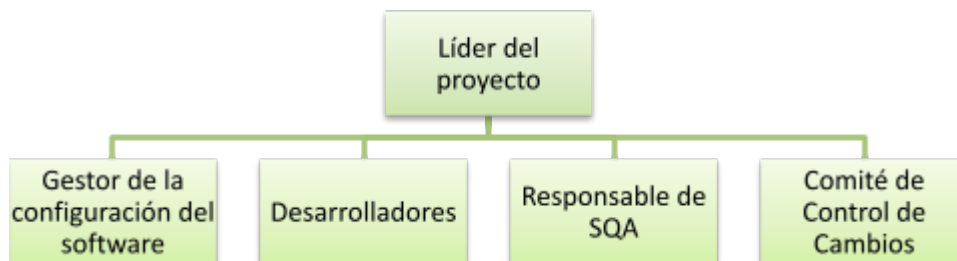 Líder del
proyecto
Gestor de la
configuración del
software
Desarrolladores
Responsable de
SQA
Comité de
Control de
Cambios